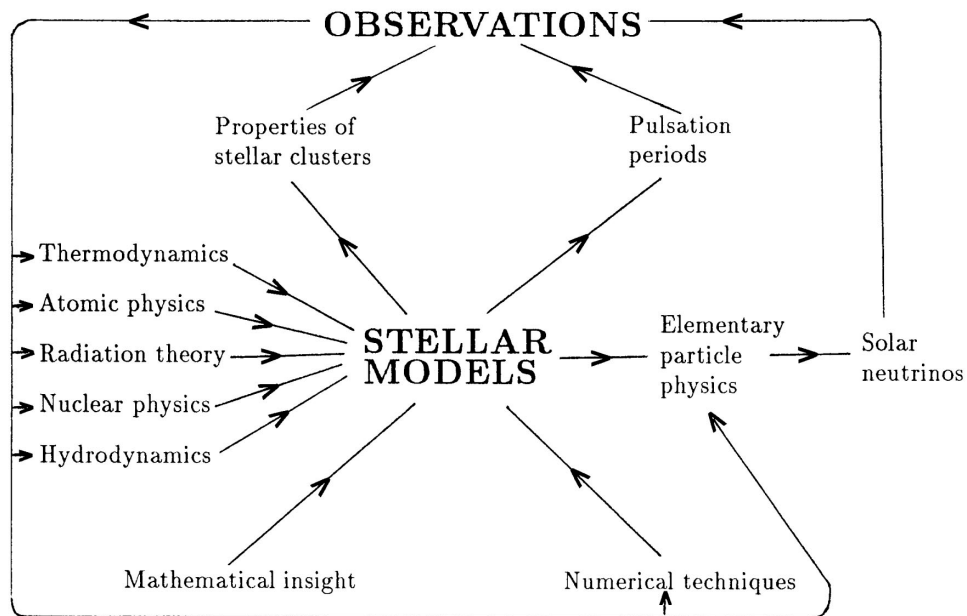 OBSERVATIONS
Properties of
stellar clusters
Pulsation
periods
Thermodynamics
Atomic physics
Radiation theory
Nuclear physics
Hydrodynamics
STELLAR
MODELS
Elementary
particle
physics
Solar
neutrinos
Mathematical insight
Numerical techniques